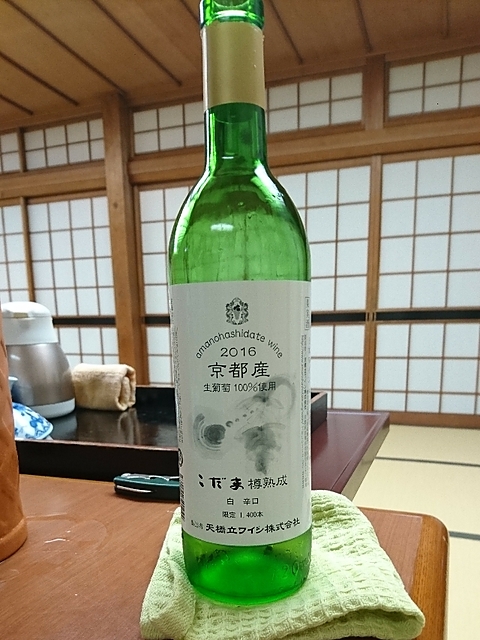 amanohashidate wine
2016
京都産
生葡萄 100%使用
こだま 樽熟成
白 辛口
限定 1,400本
天橋立ワイン株式会社